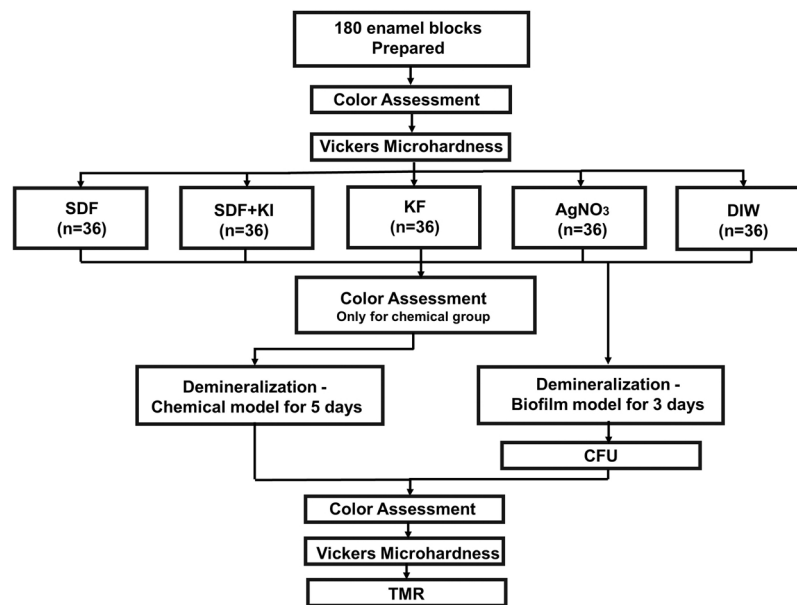 180 enamel blocks
Prepared
Color Assessment
Vickers Microhardness
SDF
(n=36)
SDF+KI
(n=36)
KF
(n=36)
AgNO₃
(n=36)
DIW
(n=36)
Color Assessment
Only for chemical group
Demineralization -
Chemical model for 5 days
Demineralization -
Biofilm model for 3 days
CFU
Color Assessment
Vickers Microhardness
TMR